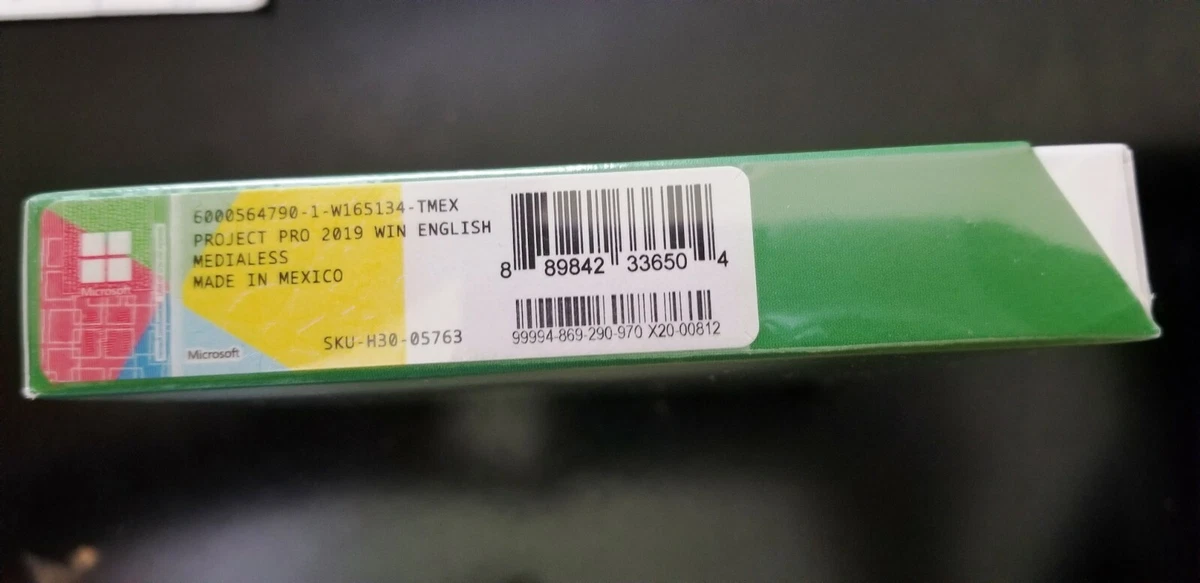 6000564790-1-W165134-TMEX
PROJECT PRO 2019 WIN ENGLISH
MEDIALESS
MADE IN MEXICO
SKU-H30-05763
Microsoft
Microsoft
8 89842 33650 4
99994-869-290-970 X20-00812